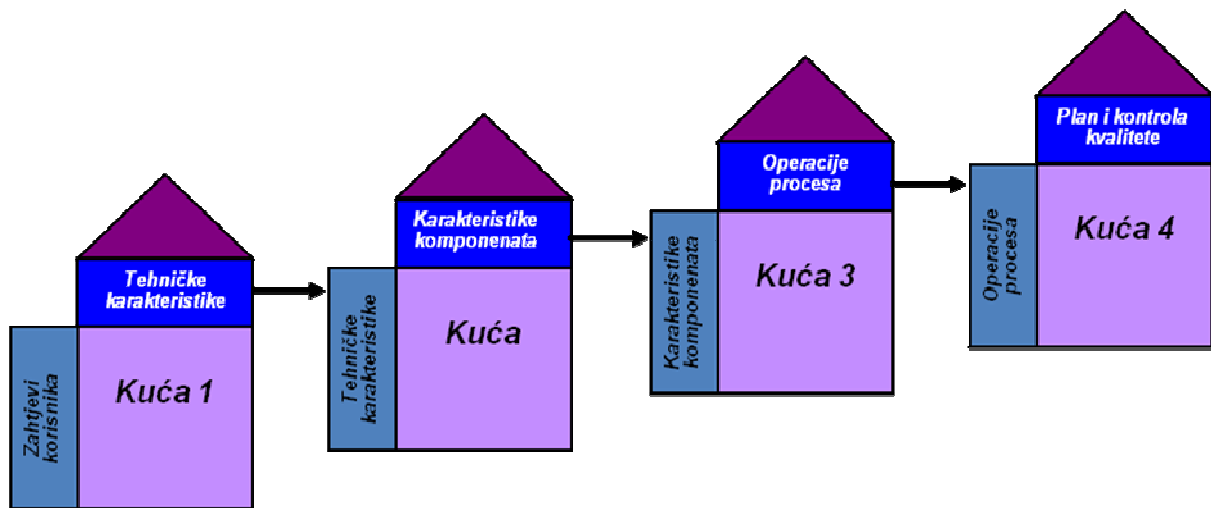 Zahtjevi
korisnika
Tehničke
karakteristike
Kuća 1
Tehničke
karakteristike
Karakteristike
komponenata
Kuća
Karakteristike
komponenata
Operacije
procesa
Kuća 3
Operacije
procesa
Plan i kontrola
kvalitete
Kuća 4